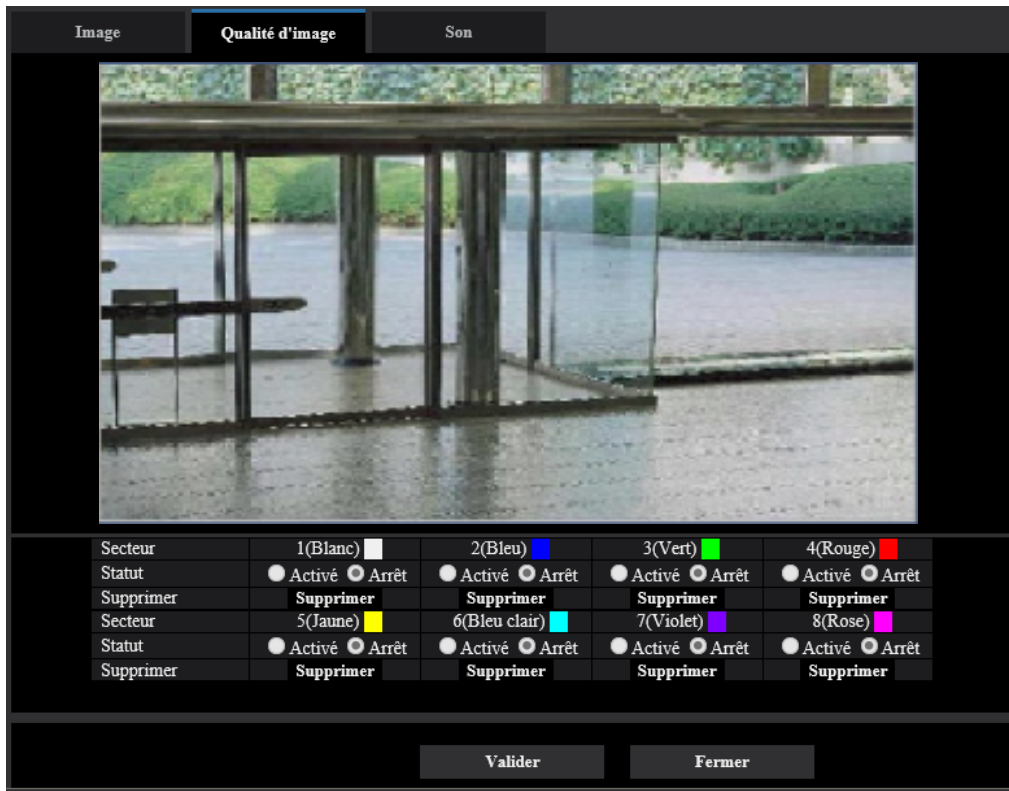 Image Qualité d'image Son
Secteur 1(Blanc) 2(Bleu) 3(Vert) 4(Rouge)
Statut Activé Arrêt Activé Arrêt Activé Arrêt Activé Arrêt
Supprimer Supprimer Supprimer Supprimer Supprimer
Secteur 5(Jaune) 6(Bleu clair) 7(Violet) 8(Rose)
Statut Activé Arrêt Activé Arrêt Activé Arrêt Activé Arrêt
Supprimer Supprimer Supprimer Supprimer Supprimer
Valider Fermer